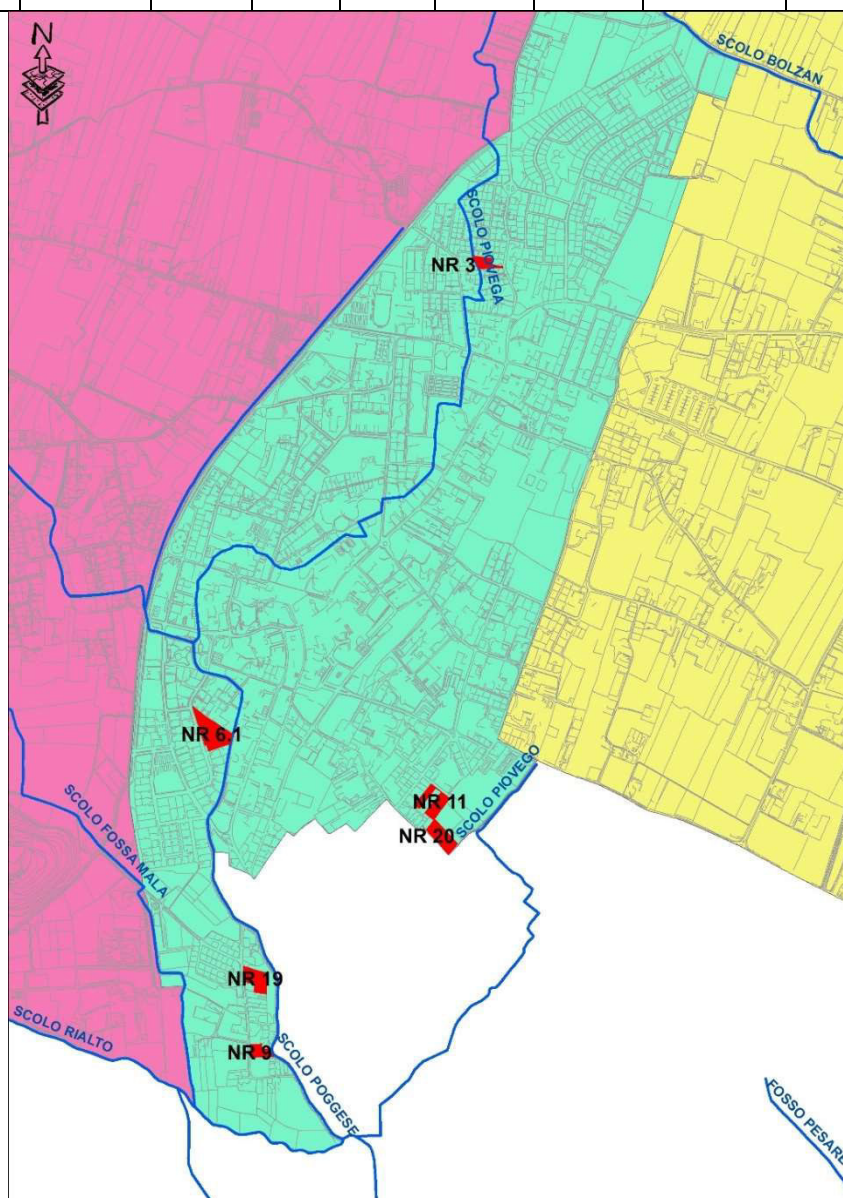 N
SCOLO BOLZAN
SCOLO PIOVEGA
NR 3
NR 6.1
SCOLO PIOVEGO
NR 11
NR 20
SCOLO FOSSA MALA
NR 19
SCOLO RIALTO
NR 9
SCOLO POGGESE
FOSSO PESARE